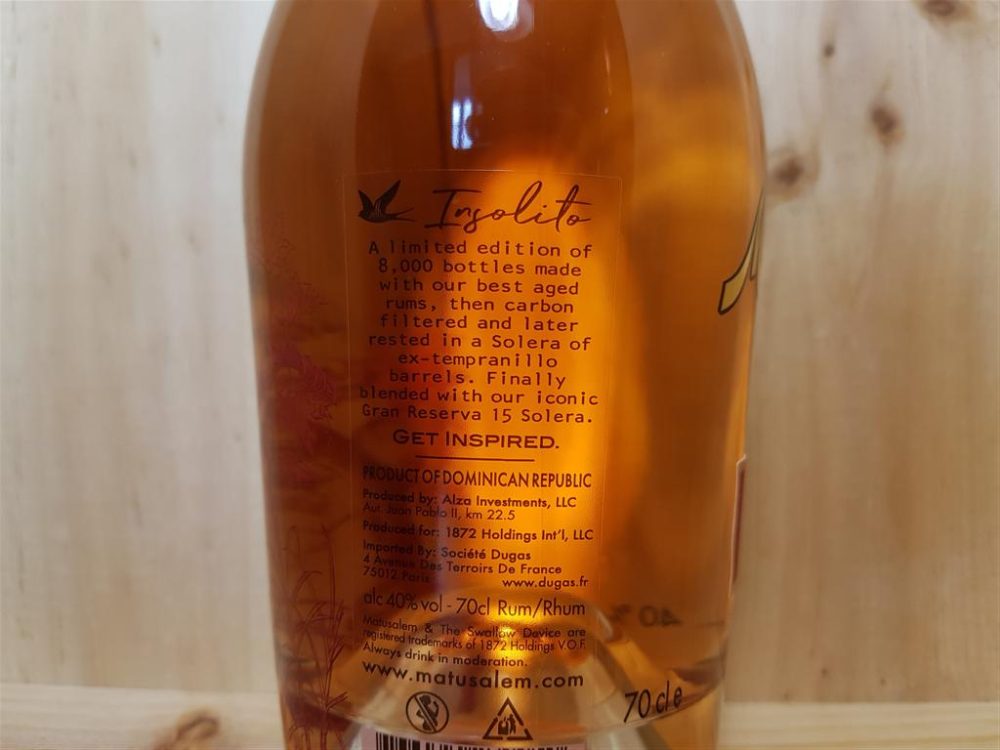 Insolito
A limited edition of
8,000 bottles made
with our best aged
rums, then carbon
filtered and later
rested in a Solera of
ex-tempranillo
barrels. Finally
blended with our iconic
Gran Reserva 15 Solera.
GET INSPIRED.
PRODUCT OF DOMINICAN REPUBLIC
Produced by: Alza Investments, LLC
Aut. Juan Pablo II, km 22.5
Produced for: 1872 Holdings Int'l, LLC
Imported By: Société Dugas
4 Avenue Des Terroirs De France
75012 Paris www.dugas.fr
alc 40% vol - 70cl Rum/Rhum
Matusalem & The Swallow Device are
registered trademarks of 1872 Holdings V.O.F.
Always drink in moderation.
www.matusalem.com
70cl e
40%